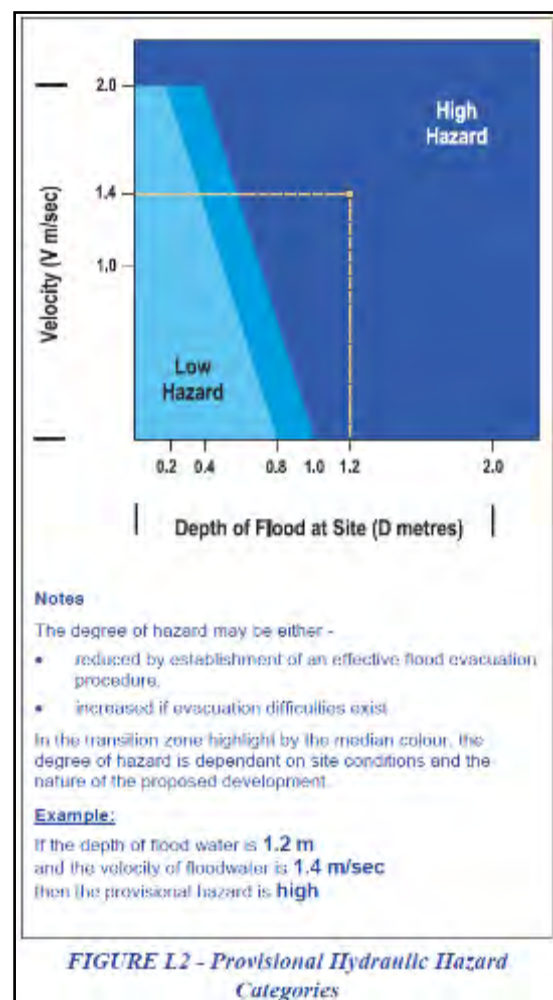 2.0
High
Hazard
1.4
1.0
Velocity (V m/sec)
Low
Hazard
0.2 0.4 0.8 1.0 1.2 2.0
Depth of Flood at Site (D metres)
Notes
The degree of hazard may be either -
• reduced by establishment of an effective flood evacuation
procedure.
• increased if evacuation difficulties exist
In the transition zone highlight by the median colour, the
degree of hazard is dependant on site conditions and the
nature of the proposed development.
Example:
If the depth of flood water is 1.2 m
and the velocity of floodwater is 1.4 m/sec
then the provisional hazard is high
FIGURE L2 - Provisional Hydraulic Hazard
Categories